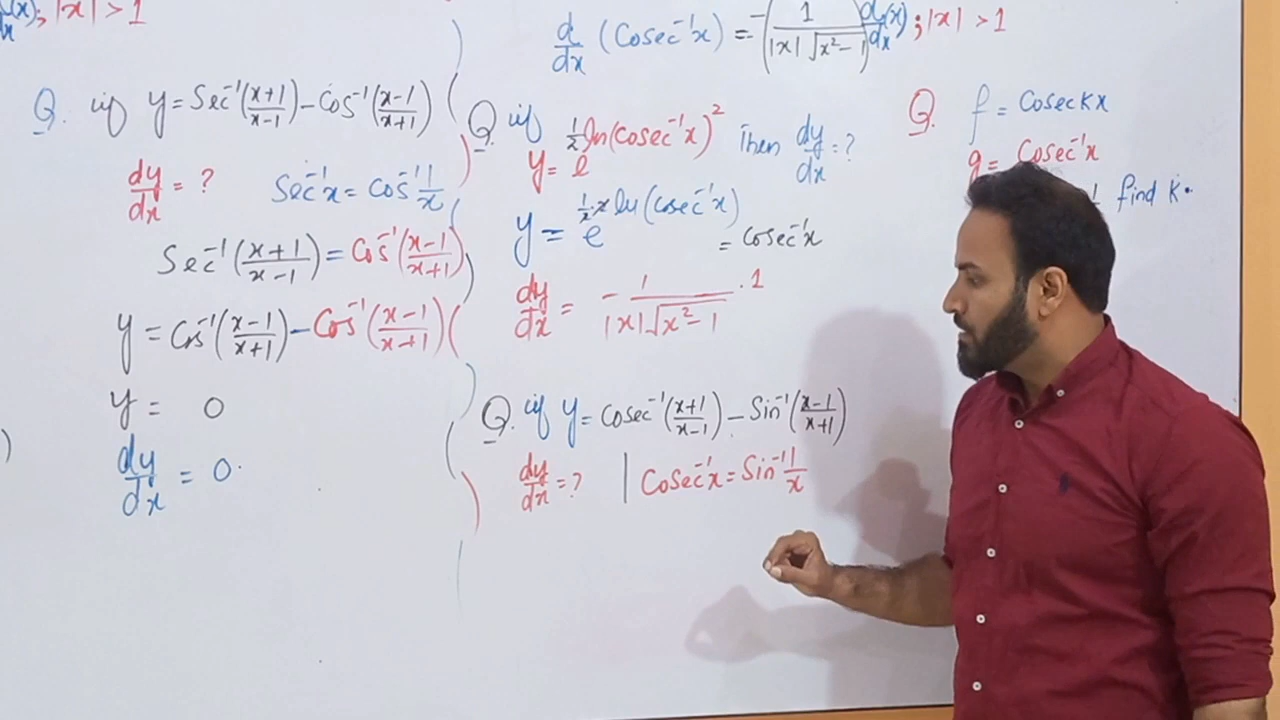 dx (x); |x| > 1
d/dx (Cosec⁻¹x) = -(1/(|x|√(x²-1))) d/dx (x) ; |x| > 1
Q. if y = Sec⁻¹((x+1)/(x-1)) - Cos⁻¹((x-1)/(x+1))
dy/dx = ?
Sec⁻¹x = Cos⁻¹ 1/x
Sec⁻¹((x+1)/(x-1)) = Cos⁻¹((x-1)/(x+1))
y = Cos⁻¹((x-1)/(x+1)) - Cos⁻¹((x-1)/(x+1))
y = 0
dy/dx = 0.
Q. if y = e^(½ ln(cosec⁻¹x)²) Then dy/dx = ?
y = e^(½·2 ln(cosec⁻¹x))
= cosec⁻¹x
dy/dx = -1/(|x|√(x²-1)) . 1
Q. if y = Cosec⁻¹((x+1)/(x-1)) - Sin⁻¹((x-1)/(x+1))
dy/dx = ? | Cosec⁻¹x = Sin⁻¹ 1/x
Q. f = Coseckx
g = Cosec⁻¹x
find k.